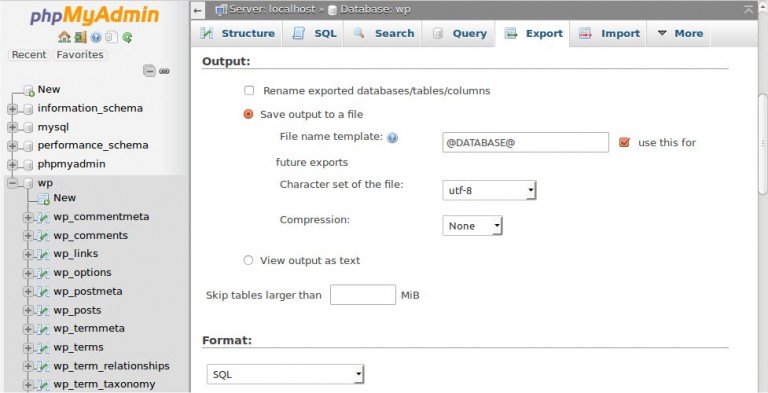 phpMyAdmin
Recent Favorites
New
information_schema
mysql
performance_schema
phpmyadmin
wp
New
wp_commentmeta
wp_comments
wp_links
wp_options
wp_postmeta
wp_posts
wp_termmeta
wp_terms
wp_term_relationships
wp_term_taxonomy
Server: localhost » Database: wp
Structure SQL Search Query Export Import More
Output:
Rename exported databases/tables/columns
Save output to a file
File name template: @DATABASE@ use this for
future exports
Character set of the file: utf-8
Compression: None
View output as text
Skip tables larger than MiB
Format:
SQL